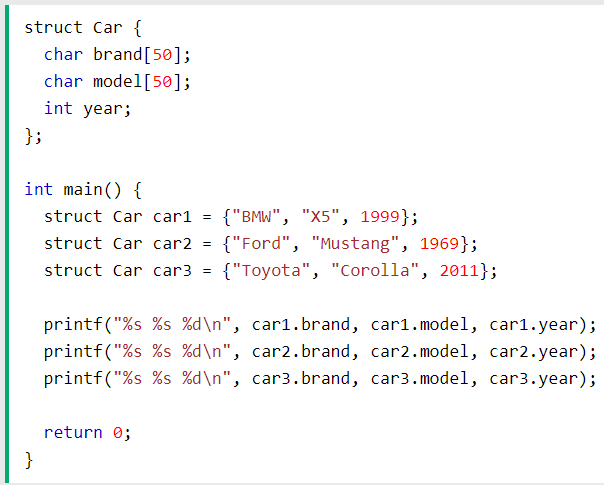 struct Car {
  char brand[50];
  char model[50];
  int year;
};

int main() {
  struct Car car1 = {"BMW", "X5", 1999};
  struct Car car2 = {"Ford", "Mustang", 1969};
  struct Car car3 = {"Toyota", "Corolla", 2011};

  printf("%s %s %d\n", car1.brand, car1.model, car1.year);
  printf("%s %s %d\n", car2.brand, car2.model, car2.year);
  printf("%s %s %d\n", car3.brand, car3.model, car3.year);

  return 0;
}